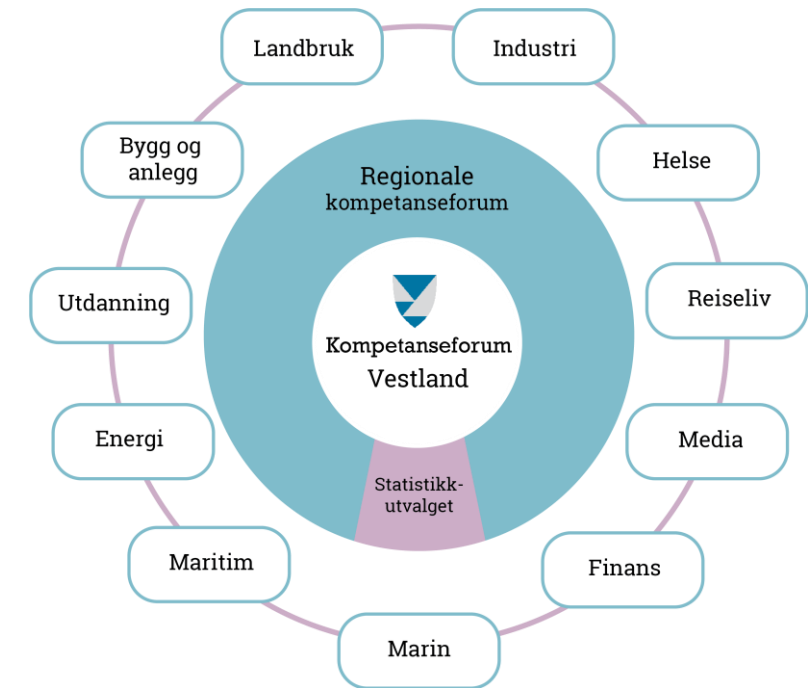 Landbruk
Industri
Bygg og
anlegg
Helse
Regionale
kompetanseforum
Utdanning
Reiseliv
Kompetanseforum
Vestland
Energi
Media
Statistikk-
utvalget
Maritim
Finans
Marin